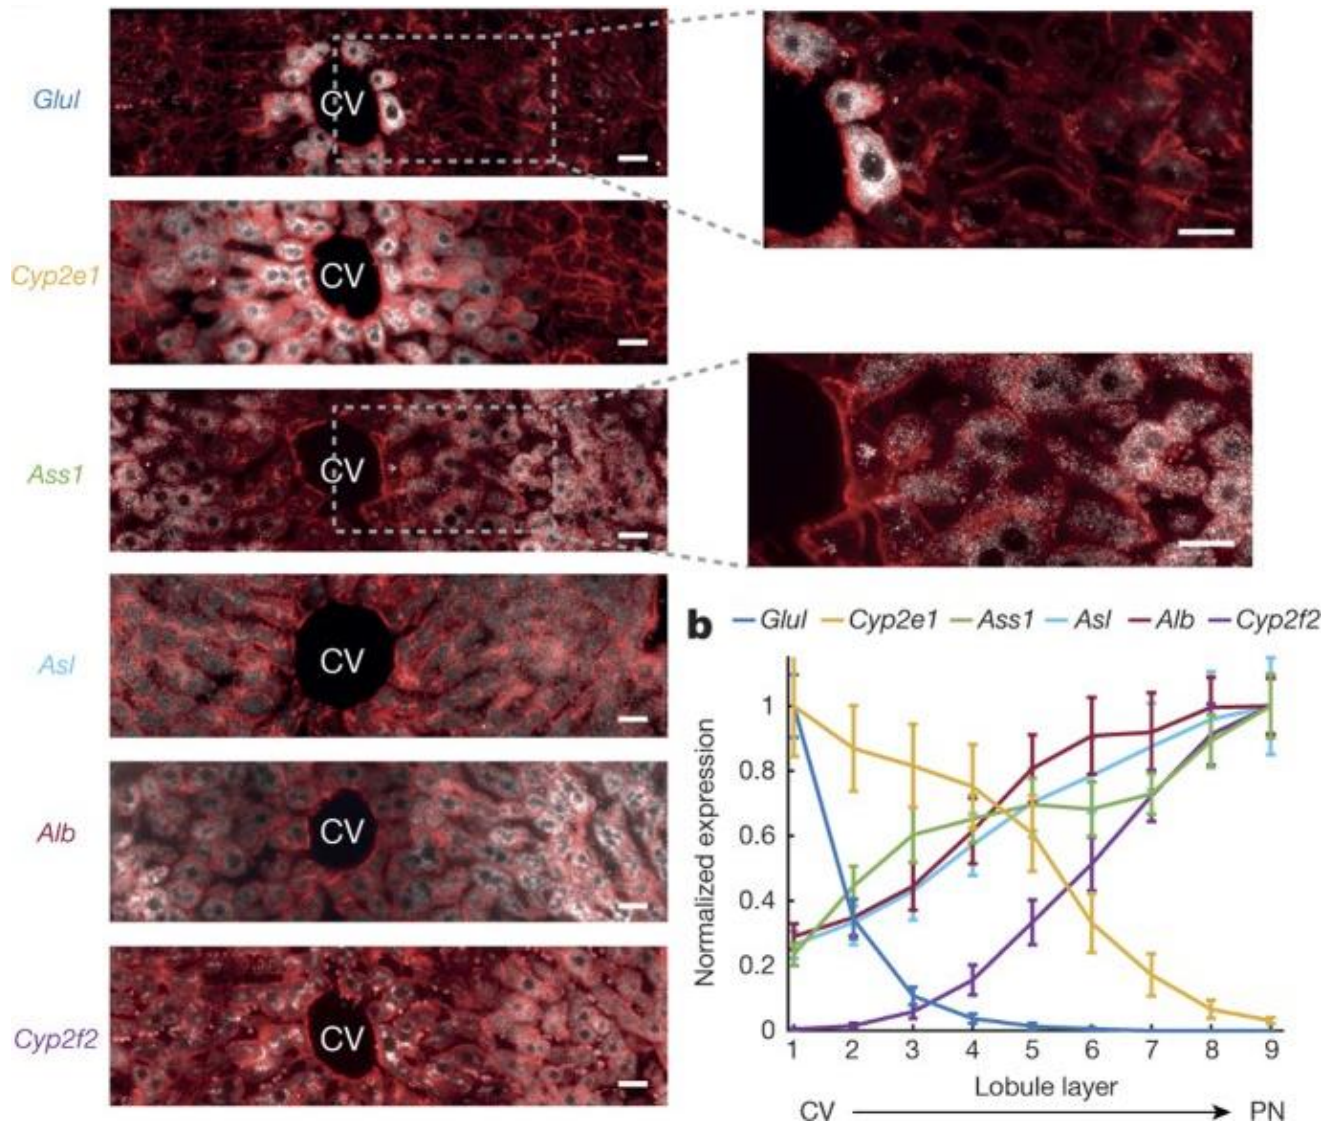 Glul
CV
Cyp2e1
CV
Ass1
CV
Asl
CV
Alb
CV
Cyp2f2
CV
b
Glul Cyp2e1 Ass1 Asl Alb Cyp2f2
Normalized expression
1
0.8
0.6
0.4
0.2
0
1 2 3 4 5 6 7 8 9
Lobule layer
CV PN